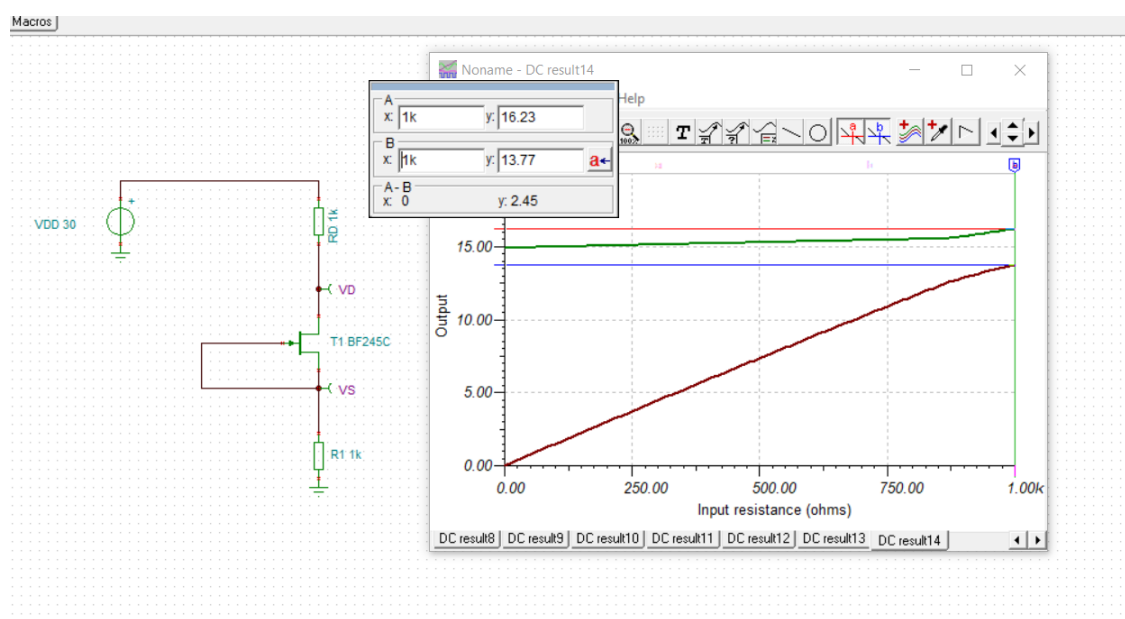 Macros
Noname - DC result14
Help
A
x: 1k y: 16.23
B
x: 1k y: 13.77 a
A - B
x: 0 y: 2.45
100%
T
a
b
b
VDD 30
+
RD 1k
VD
T1 BF245C
VS
R1 1k
Output
15.00
10.00
5.00
0.00
0.00 250.00 500.00 750.00 1.00k
Input resistance (ohms)
DC result8 DC result9 DC result10 DC result11 DC result12 DC result13 DC result14